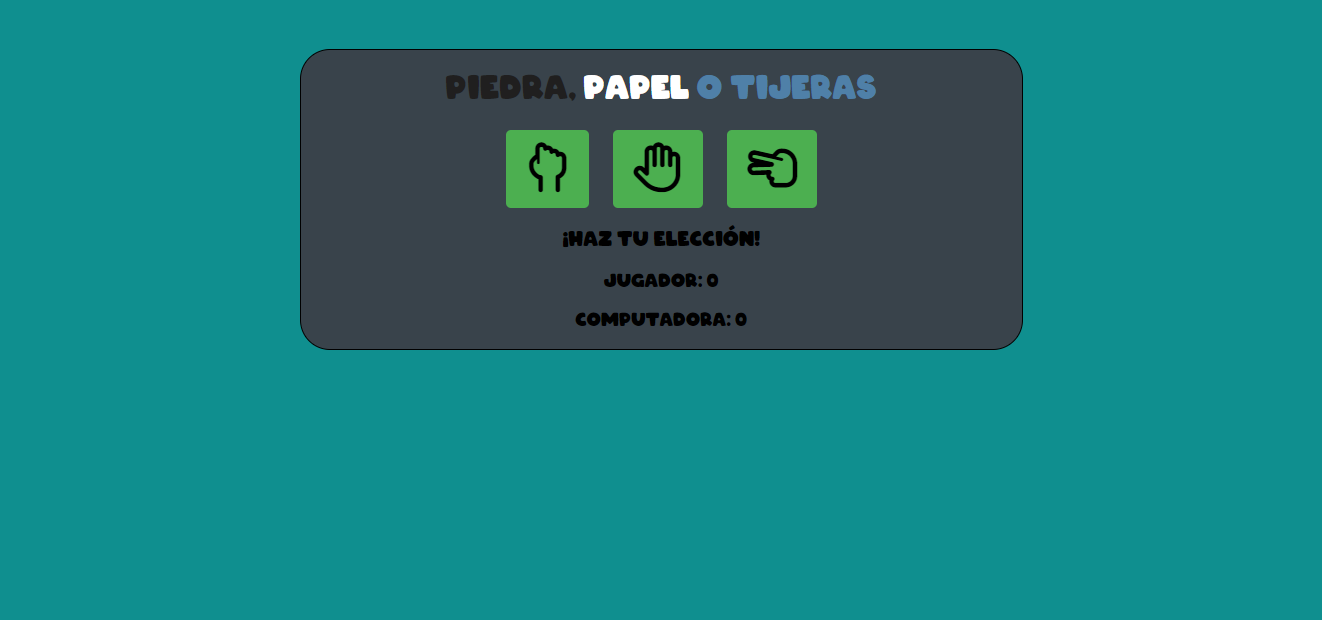 PIEDRA, PAPEL O TIJERAS
¡HAZ TU ELECCIÓN!
JUGADOR: 0
COMPUTADORA: 0